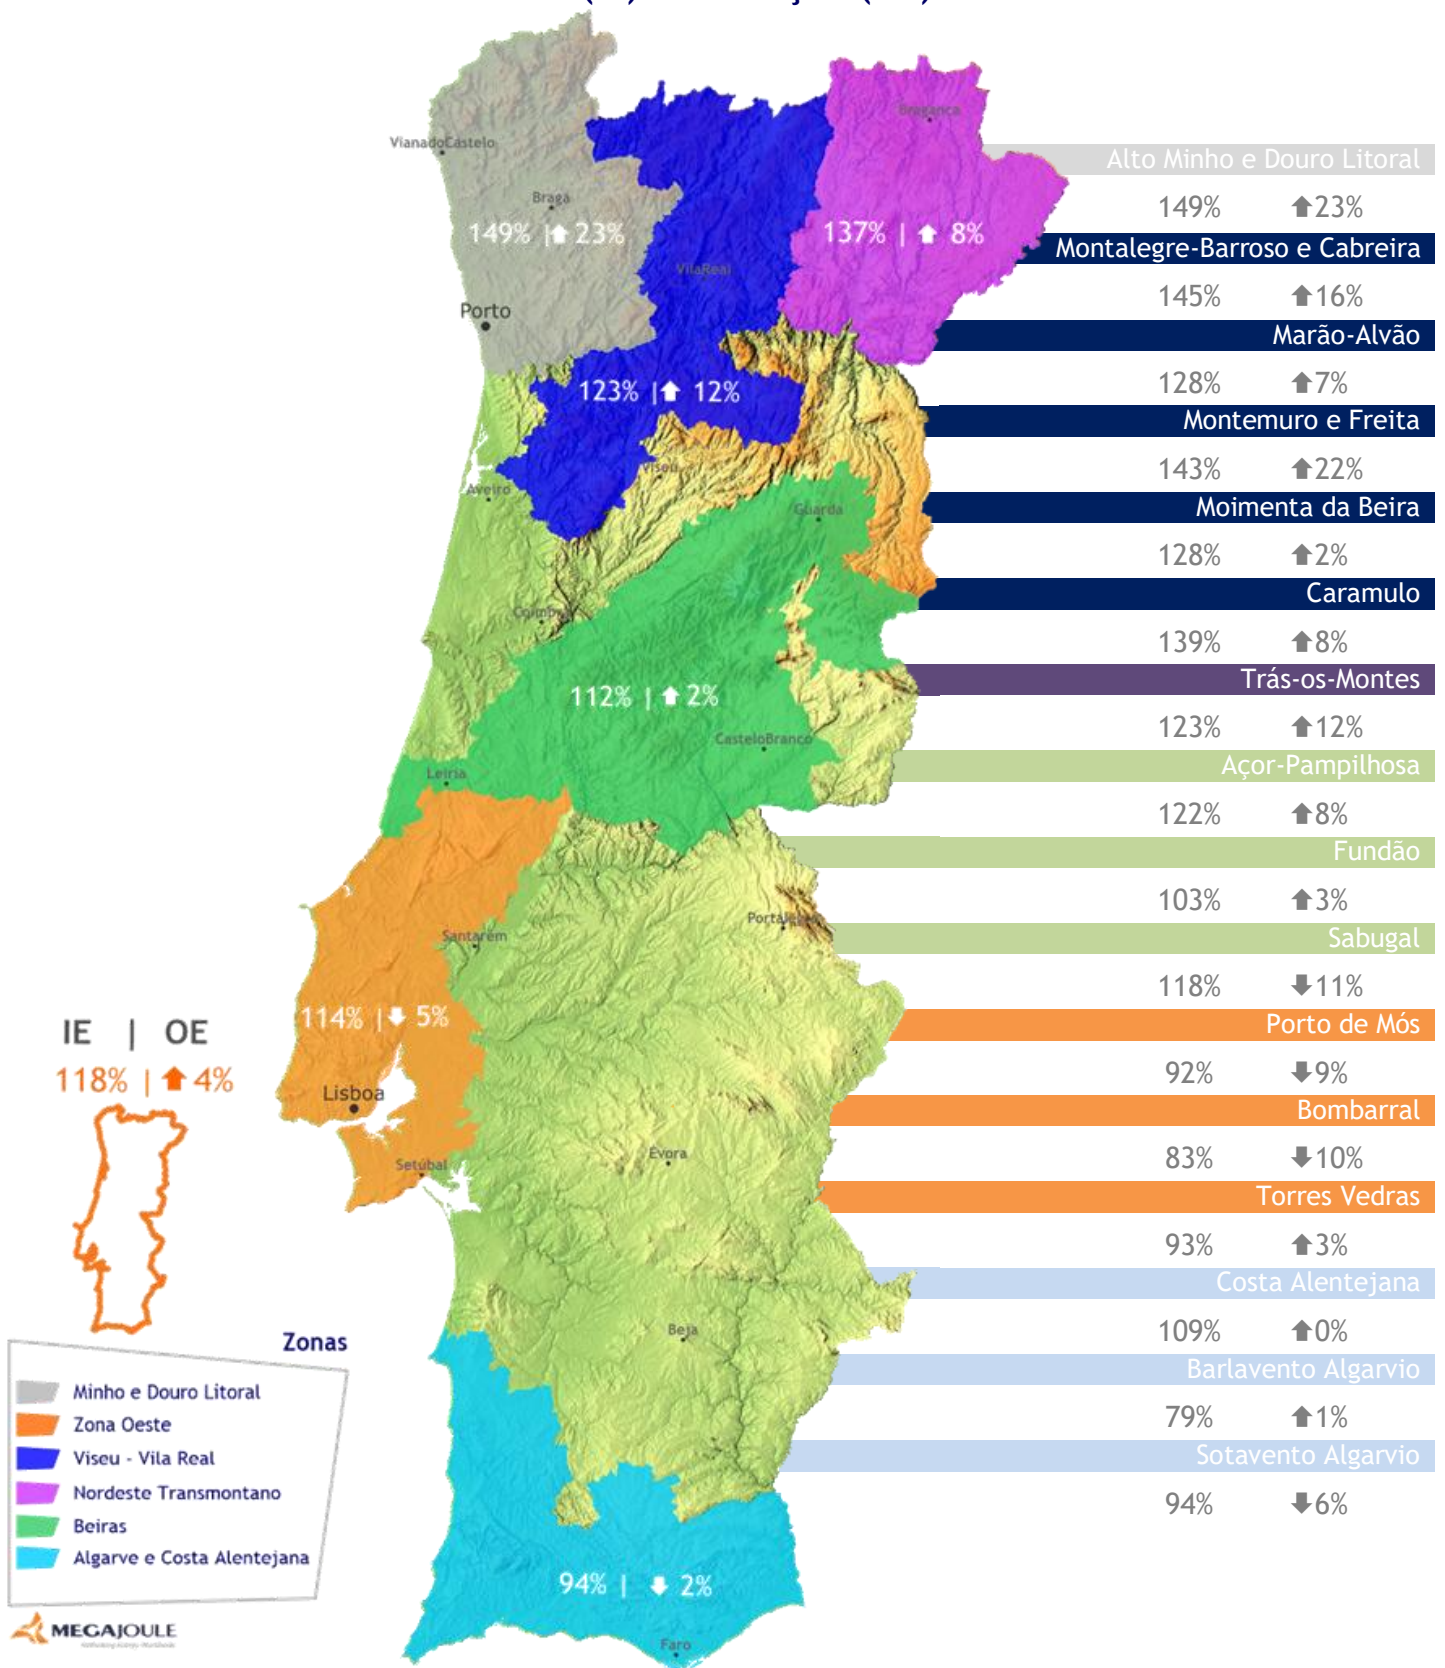 VianadoCastelo
Bragança
Braga
149% | 23%
137% | 8%
VilaReal
Porto
123% | 12%
Viseu
Aveiro
Guarda
Coimbra
112% | 2%
CasteloBranco
Leiria
Portalegre
Santarém
114% | 5%
Lisboa
Évora
Setúbal
Beja
94% | 2%
Faro
Alto Minho e Douro Litoral
149% 23%
Montalegre-Barroso e Cabreira
145% 16%
Marão-Alvão
128% 7%
Montemuro e Freita
143% 22%
Moimenta da Beira
128% 2%
Caramulo
139% 8%
Trás-os-Montes
123% 12%
Açor-Pampilhosa
122% 8%
Fundão
103% 3%
Sabugal
118% 11%
Porto de Mós
92% 9%
Bombarral
83% 10%
Torres Vedras
93% 3%
Costa Alentejana
109% 0%
Barlavento Algarvio
79% 1%
Sotavento Algarvio
94% 6%
IE | OE
118% | 4%
Zonas
Minho e Douro Litoral
Zona Oeste
Viseu - Vila Real
Nordeste Transmontano
Beiras
Algarve e Costa Alentejana
MEGAJOULE